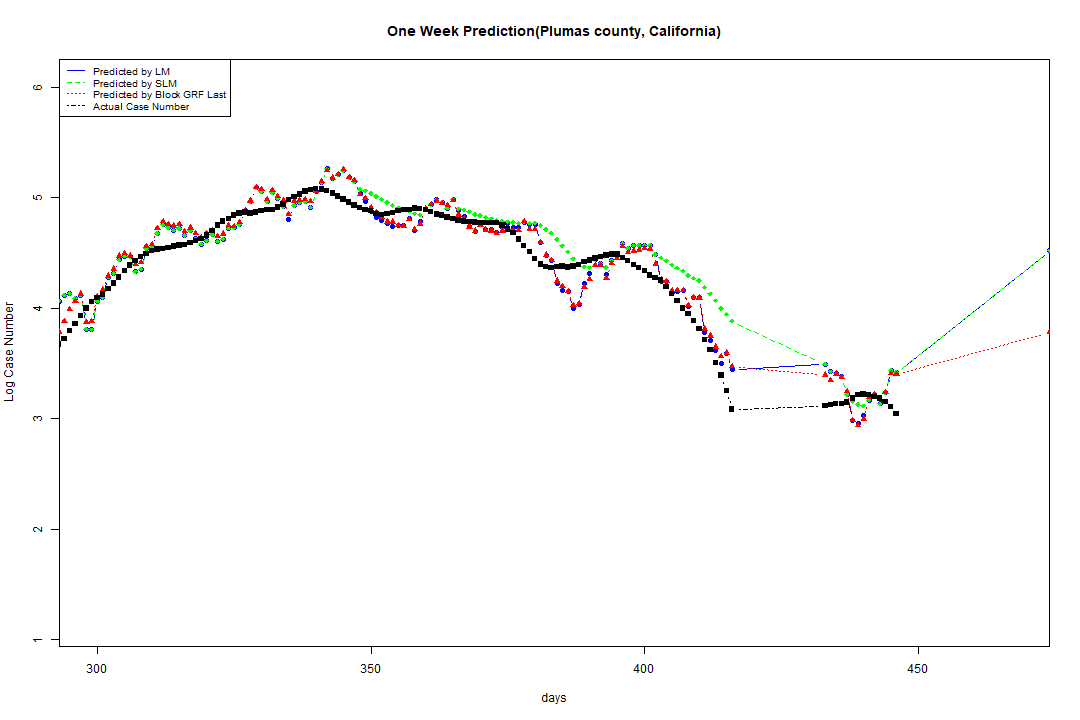 One Week Prediction(Plumas county, California)
Predicted by LM
Predicted by SLM
Predicted by Block GRF Last
Actual Case Number
6
5
4
3
2
1
Log Case Number
300
350
400
450
days